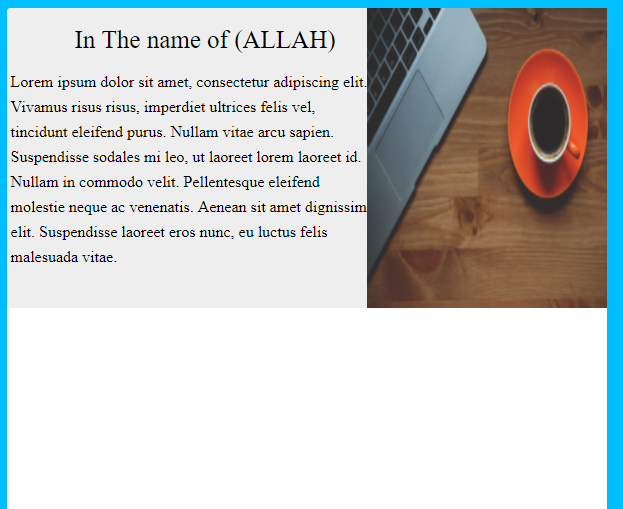 In The name of (ALLAH)
Lorem ipsum dolor sit amet, consectetur adipiscing elit.
Vivamus risus risus, imperdiet ultrices felis vel,
tincidunt eleifend purus. Nullam vitae arcu sapien.
Suspendisse sodales mi leo, ut laoreet lorem laoreet id.
Nullam in commodo velit. Pellentesque eleifend
molestie neque ac venenatis. Aenean sit amet dignissim
elit. Suspendisse laoreet eros nunc, eu luctus felis
malesuada vitae.